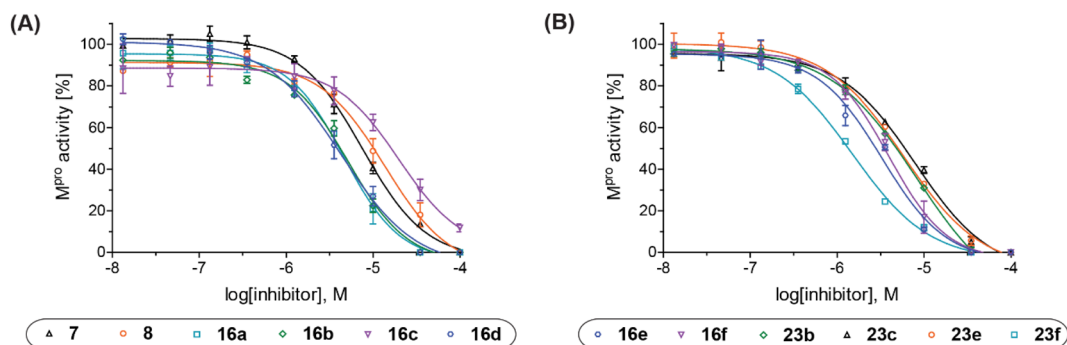 (A)
(B)
Mᵖʳᵒ activity [%]
100
80
60
40
20
0
-8 -7 -6 -5 -4
log[inhibitor], M
7 8 16a 16b 16c 16d
Mᵖʳᵒ activity [%]
100
80
60
40
20
0
-8 -7 -6 -5 -4
log[inhibitor], M
16e 16f 23b 23c 23e 23f